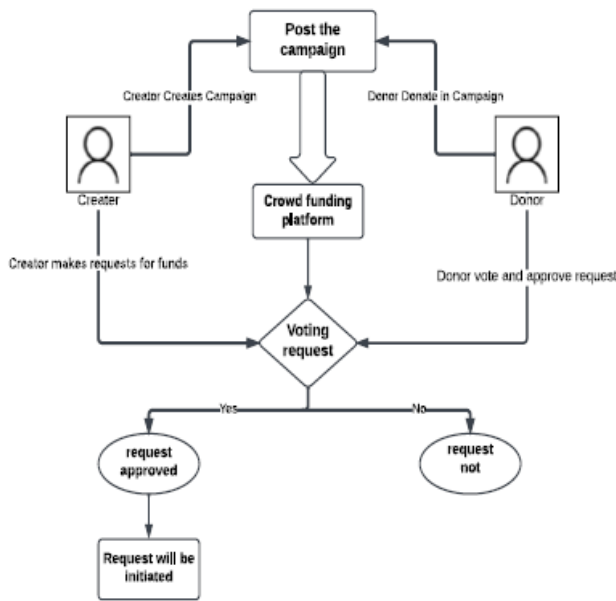 Post the
campaign
Creator Creates Campaign
Donor Donate in Campaign
Creater
Donor
Crowd funding
platform
Creator makes requests for funds
Donor vote and approve request
Voting
request
Yes
No
request
approved
request
not
Request will be
initiated